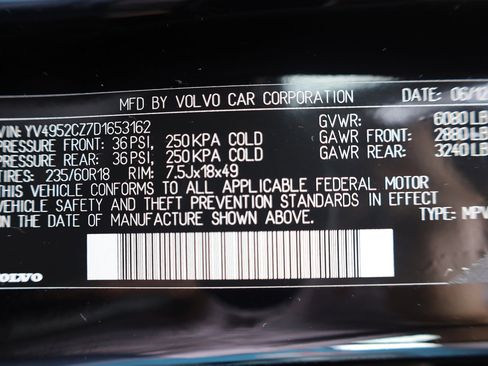 MFD BY VOLVO CAR CORPORATION DATE: 06/12
VIN: YV4952CZ7D1653162 GVWR: 6080 LB
PRESSURE FRONT: 36 PSI, 250 KPA COLD GAWR FRONT: 2880 LB
PRESSURE REAR: 36 PSI, 250 KPA COLD GAWR REAR: 3240 LB
TIRES: 235/60R18 RIM: 7.5Jx18x49
THIS VEHICLE CONFORMS TO ALL APPLICABLE FEDERAL MOTOR
VEHICLE SAFETY AND THEFT PREVENTION STANDARDS IN EFFECT
ON THE DATE OF MANUFACTURE SHOWN ABOVE. TYPE: MPV
VOLVO